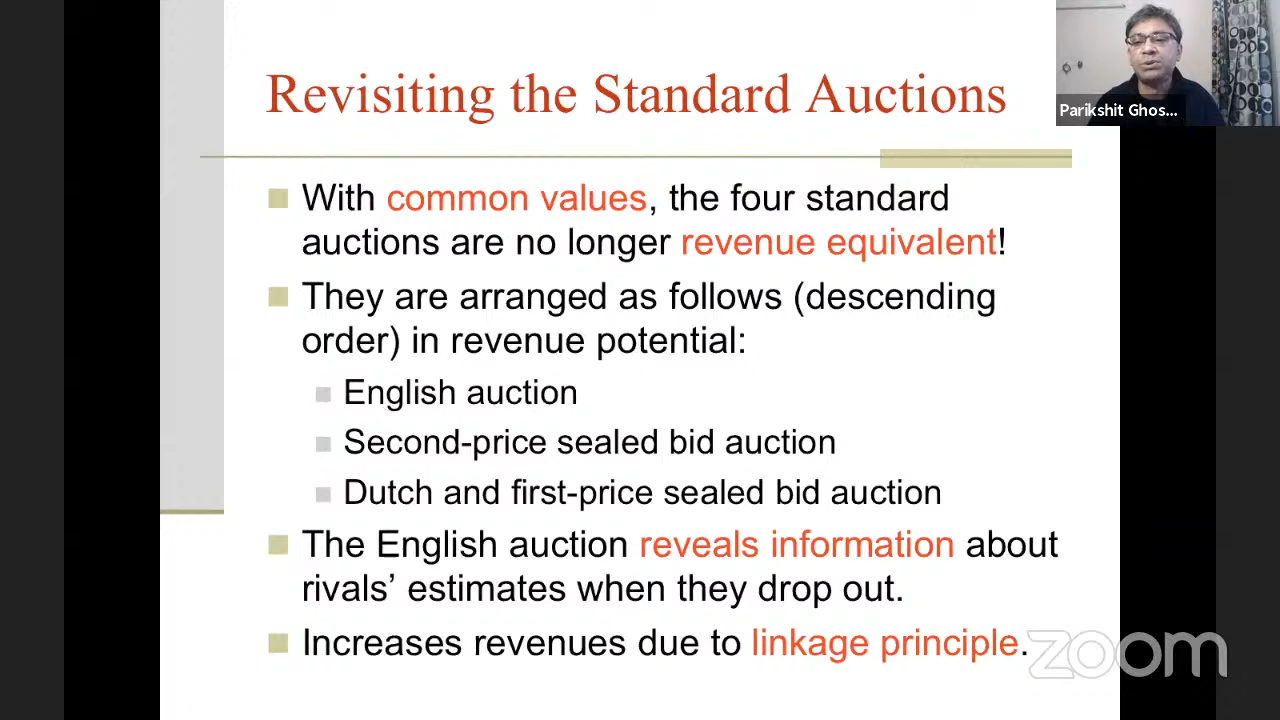 Revisiting the Standard Auctions
Parikshit Ghos...
With common values, the four standard
auctions are no longer revenue equivalent!
They are arranged as follows (descending
order) in revenue potential:
English auction
Second-price sealed bid auction
Dutch and first-price sealed bid auction
The English auction reveals information about
rivals’ estimates when they drop out.
Increases revenues due to linkage principle.
zoom